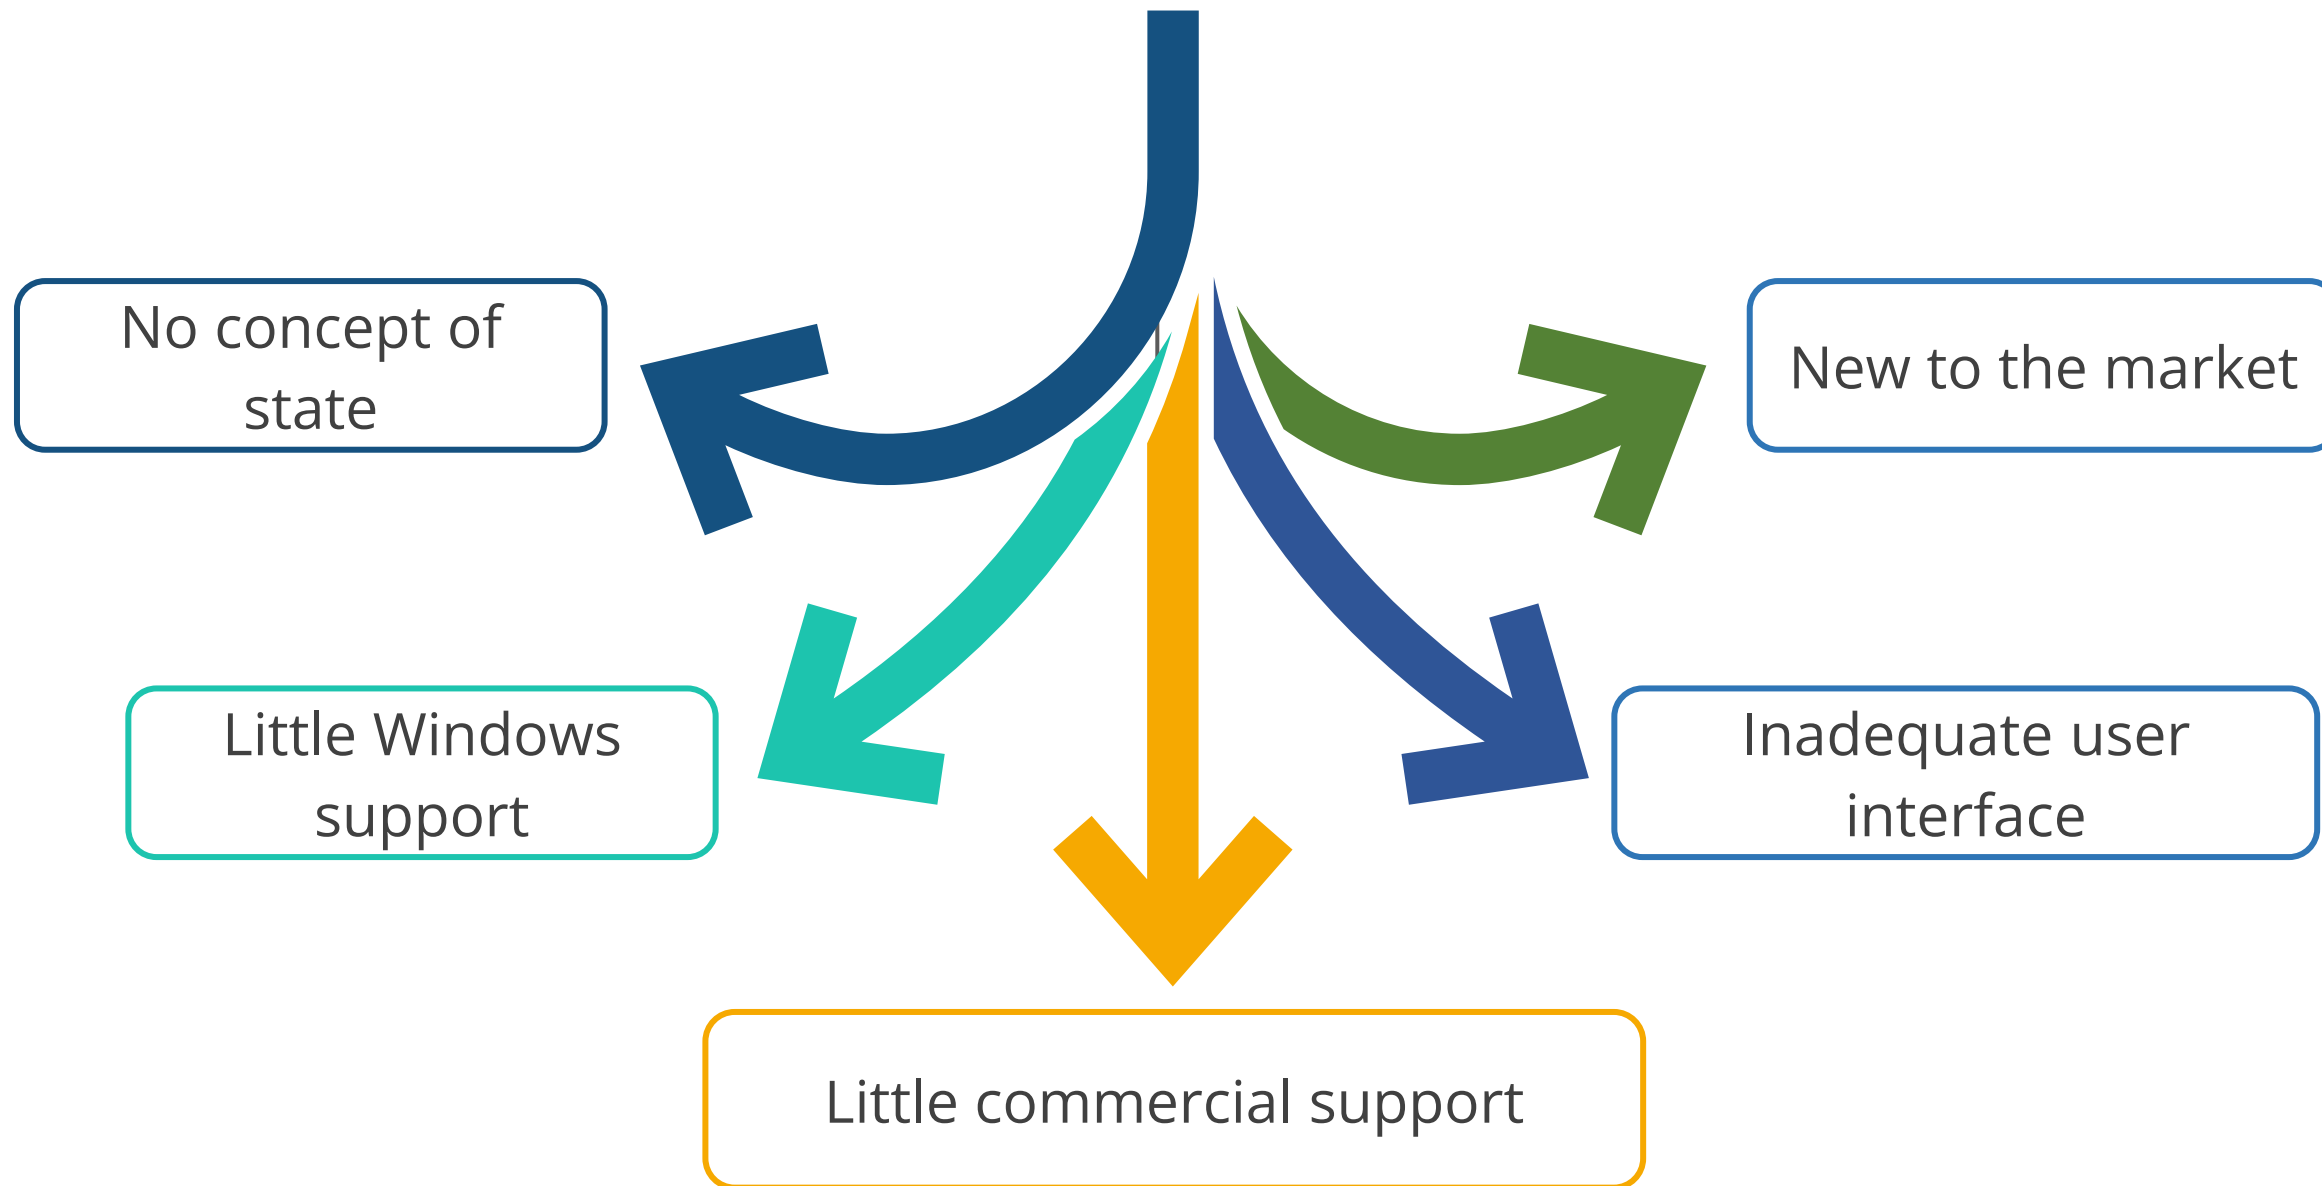 No concept of
state
New to the market
Little Windows
support
Inadequate user
interface
Little commercial support